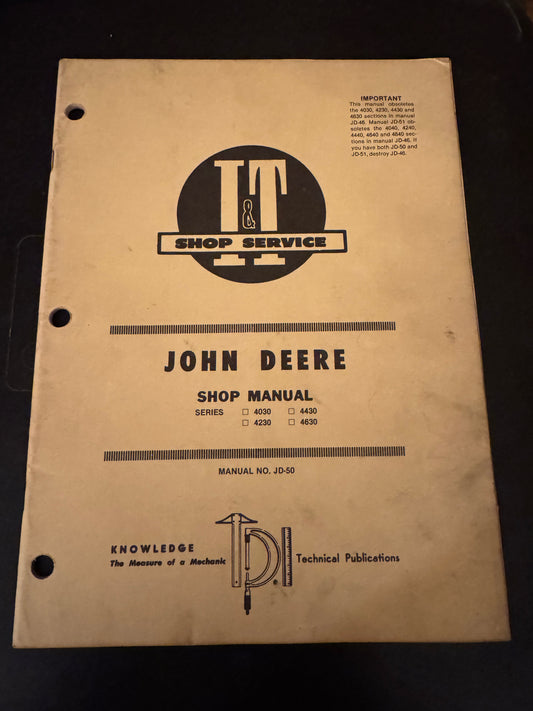 IMPORTANT
This manual obsoletes
the 4030, 4230, 4430 and
4630 sections in manual
JD-46. Manual JD-51 ob-
soletes the 4040, 4240,
4440, 4640 and 4840 sec-
tions in manual JD-46. If
you have both JD-50 and
JD-51, destroy JD-46.
I&T
SHOP SERVICE
JOHN DEERE
SHOP MANUAL
SERIES □ 4030 □ 4430
□ 4230 □ 4630
MANUAL NO. JD-50
KNOWLEDGE
The Measure of a Mechanic
Technical Publications